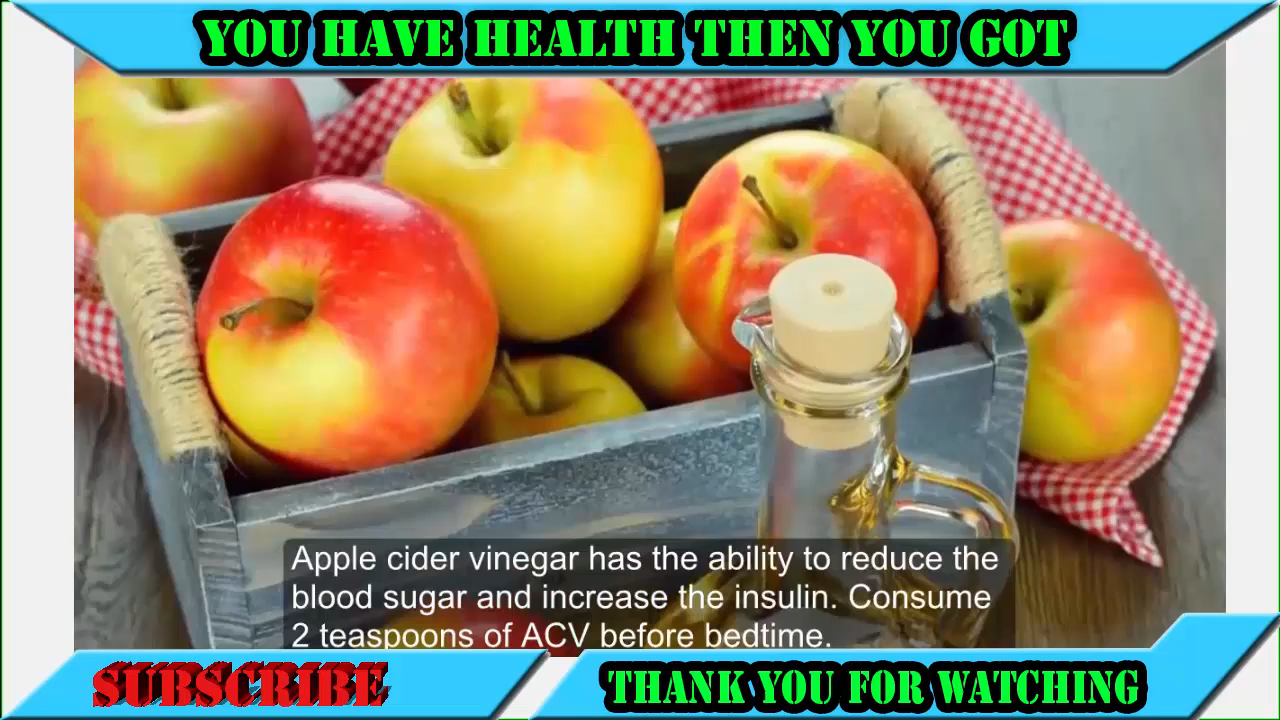 YOU HAVE HEALTH THEN YOU GOT
Apple cider vinegar has the ability to reduce the
blood sugar and increase the insulin. Consume
2 teaspoons of ACV before bedtime.
SUBSCRIBE
THANK YOU FOR WATCHING